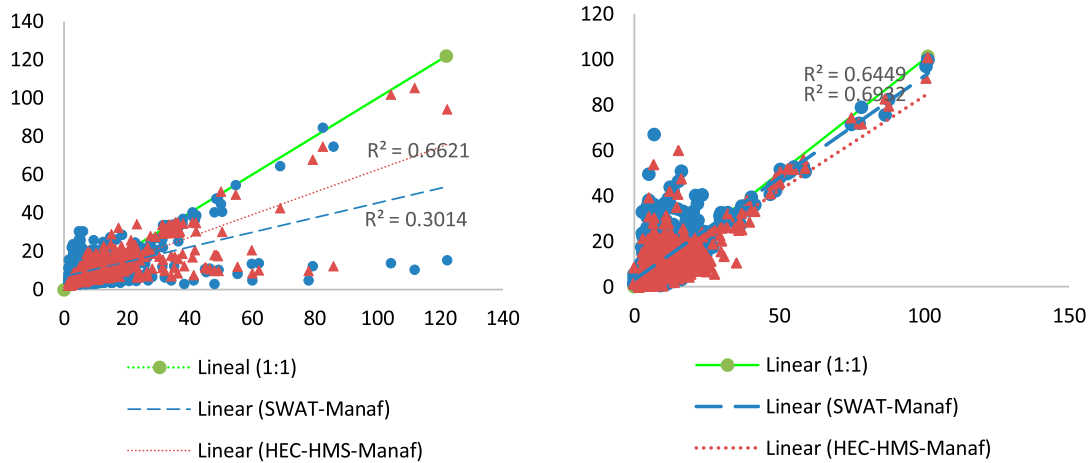 140
120
100
80
60
40
20
0
0 20 40 60 80 100 120 140
R² = 0.6621
R² = 0.3014
Lineal (1:1)
Linear (SWAT-Manaf)
Linear (HEC-HMS-Manaf)
120
100
80
60
40
20
0
0 50 100 150
R² = 0.6449
R² = 0.6932
Linear (1:1)
Linear (SWAT-Manaf)
Linear (HEC-HMS-Manaf)